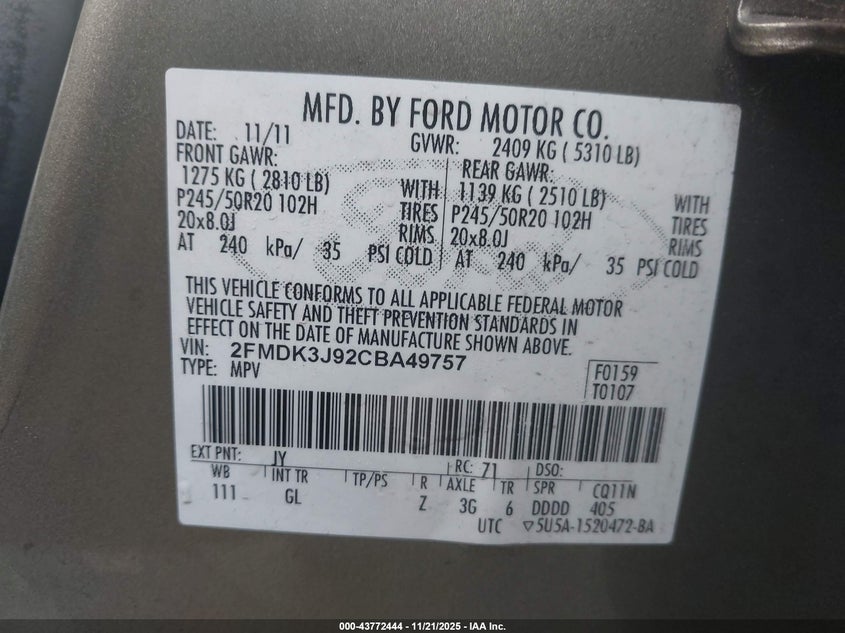 MFD. BY FORD MOTOR CO.
DATE: 11/11 GVWR: 2409 KG ( 5310 LB)
FRONT GAWR: REAR GAWR:
1275 KG ( 2810 LB) WITH 1139 KG ( 2510 LB) WITH
P245/50R20 102H TIRES P245/50R20 102H TIRES
20x8.0J RIMS 20x8.0J RIMS
AT 240 kPa/ 35 PSI COLD AT 240 kPa/ 35 PSI COLD
THIS VEHICLE CONFORMS TO ALL APPLICABLE FEDERAL MOTOR
VEHICLE SAFETY AND THEFT PREVENTION STANDARDS IN
EFFECT ON THE DATE OF MANUFACTURE SHOWN ABOVE.
VIN: 2FMDK3J92CBA49757
TYPE: MPV
F0159
T0107
EXT PNT: JY RC: 71 DSO:
WB INT TR TP/PS R AXLE TR SPR CQ11N
111 GL Z 3G 6 DDDD 405
UTC ▽5U5A-1520472-BA
000-43772444 | 11/21/2025 | IAA Inc.